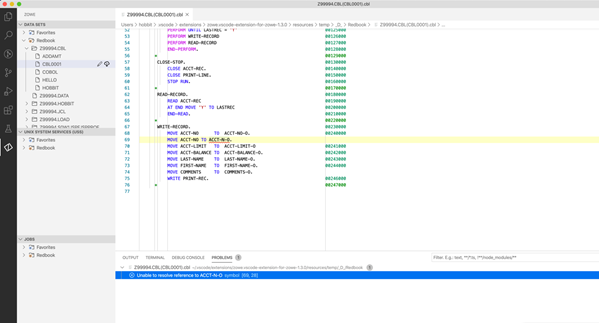 Z99994.CBL(CBL0001).cbl
ZOWE
DATA SETS
Favorites
Redbook
Z99994.CBL
ADDAMT
CBL0001
COBOL
HELLO
HOBBIT
Z99994.DATA
Z99994.HOBBIT
Z99994.JCL
Z99994.LOAD
UNIX SYSTEM SERVICES (USS)
Favorites
Redbook
JOBS
Favorites
Redbook
Z99994.CBL(CBL0001).cbl
Users > hobbit > .vscode > extensions > zowe.vscode-extension-for-zowe-1.3.0 > resources > temp > _D_ > Redbook > Z99994.CBL(CBL0001).cbl > ...
52 PERFORM UNTIL LASTREC = 'Y' 00125000
53 PERFORM WRITE-RECORD 00126000
54 PERFORM READ-RECORD 00127000
55 END-PERFORM. 00128000
56 * 00129000
57 CLOSE-STOP. 00130000
58 CLOSE ACCT-REC. 00140000
59 CLOSE PRINT-LINE. 00150000
60 STOP RUN. 00160000
61 * 00170000
62 READ-RECORD. 00180000
63 READ ACCT-REC 00190000
64 AT END MOVE 'Y' TO LASTREC 00200000
65 END-READ. 00210000
66 * 00220000
67 WRITE-RECORD. 00230000
68 MOVE ACCT-NO TO ACCT-NO-O. 00240000
69 MOVE ACCT-NO TO ACCT-N-O.
70 MOVE ACCT-LIMIT TO ACCT-LIMIT-O 00241000
71 MOVE ACCT-BALANCE TO ACCT-BALANCE-O. 00242000
72 MOVE LAST-NAME TO LAST-NAME-O. 00243000
73 MOVE FIRST-NAME TO FIRST-NAME-O. 00244000
74 MOVE COMMENTS TO COMMENTS-O.
75 WRITE PRINT-REC. 00246000
76 * 00247000
77
OUTPUT TERMINAL DEBUG CONSOLE PROBLEMS 1
Filter. E.g.: text, **/*.ts, !**/node_modules/**
Z99994.CBL(CBL0001).cbl ~/.vscode/extensions/zowe.vscode-extension-for-zowe-1.3.0/resources/temp/_D_/Redbook 1
Unable to resolve reference to ACCT-N-O symbol [69, 28]